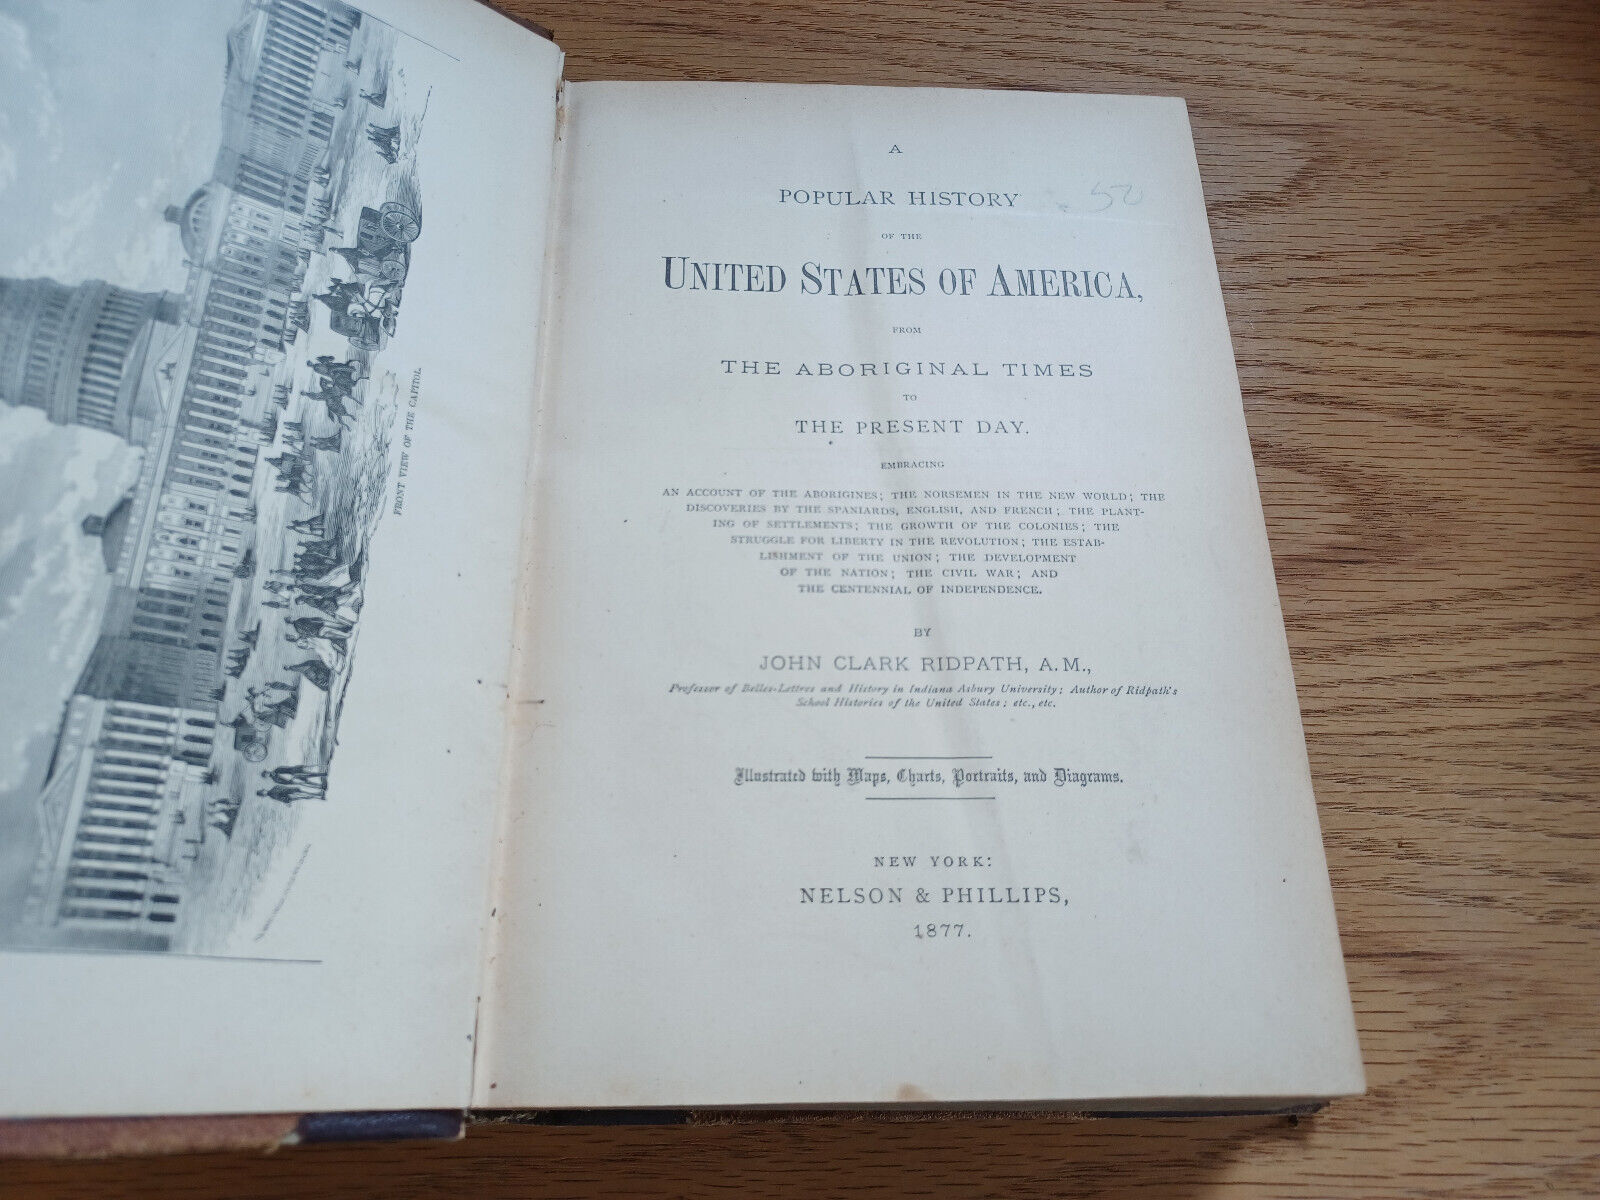 FRONT VIEW OF THE CAPITOL.
A
POPULAR HISTORY
OF THE
UNITED STATES OF AMERICA,
FROM
THE ABORIGINAL TIMES
TO
THE PRESENT DAY.
EMBRACING
AN ACCOUNT OF THE ABORIGINES; THE NORSEMEN IN THE NEW WORLD; THE
DISCOVERIES BY THE SPANIARDS, ENGLISH, AND FRENCH; THE PLANT-
ING OF SETTLEMENTS; THE GROWTH OF THE COLONIES; THE
STRUGGLE FOR LIBERTY IN THE REVOLUTION; THE ESTAB-
LISHMENT OF THE UNION; THE DEVELOPMENT
OF THE NATION; THE CIVIL WAR; AND
THE CENTENNIAL OF INDEPENDENCE.
BY
JOHN CLARK RIDPATH, A.M.,
Professor of Belles-Lettres and History in Indiana Asbury University; Author of Ridpath's
School Histories of the United States; etc., etc.
Illustrated with Maps, Charts, Portraits, and Diagrams.
NEW YORK:
NELSON & PHILLIPS,
1877.